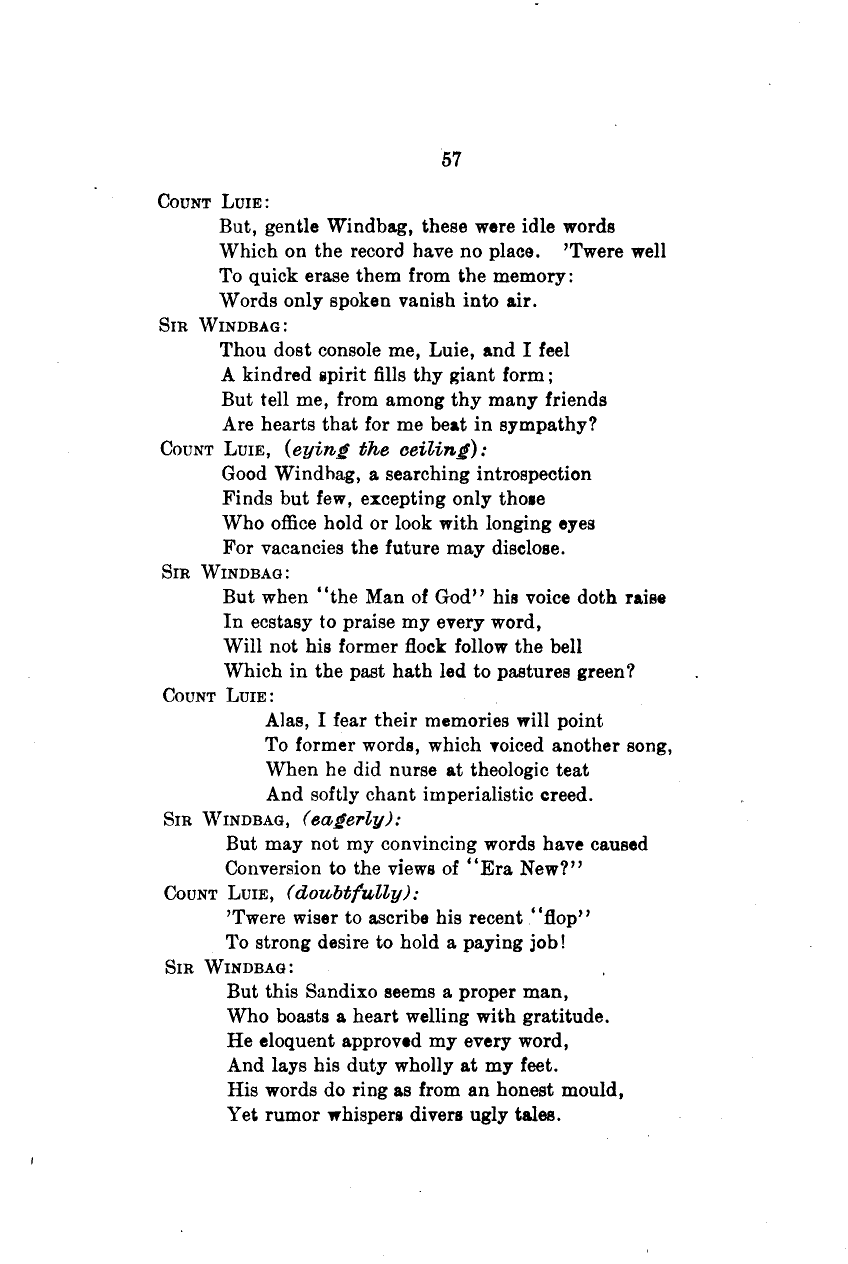 57
COUNT LUIE:
But, gentle Windbag, these were idle words
Which on the record have no place. 'Twere well
To quick erase them from the memory:
Words only spoken vanish into air.
SIR WINDBAG:
Thou dost console me, Luie, and I feel
A kindred spirit fills thy giant form;
But tell me, from among thy many friends
Are hearts that for me beat in sympathy?
COUNT LUIE, (eying the ceiling):
Good Windbag, a searching introspection
Finds but few, excepting only those
Who office hold or look with longing eyes
For vacancies the future may disclose.
SIR WINDBAG:
But when "the Man of God" his voice doth raise
In ecstasy to praise my every word,
Will not his former flock follow the bell
Which in the past hath led to pastures green?
COUNT LUIE:
Alas, I fear their memories will point
To former words, which voiced another song,
When he did nurse at theologic teat
And softly chant imperialistic creed.
SIR WINDBAG, (eagerly):
But may not my convincing words have caused
Conversion to the views of "Era New?"
COUNT LUIE, (doubtfully):
'Twere wiser to ascribe his recent "flop"
To strong desire to hold a paying job!
SIR WINDBAG:
But this Sandixo seems a proper man,
Who boasts a heart welling with gratitude.
He eloquent approved my every word,
And lays his duty wholly at my feet.
His words do ring as from an honest mould,
Yet rumor whispers divers ugly tales.